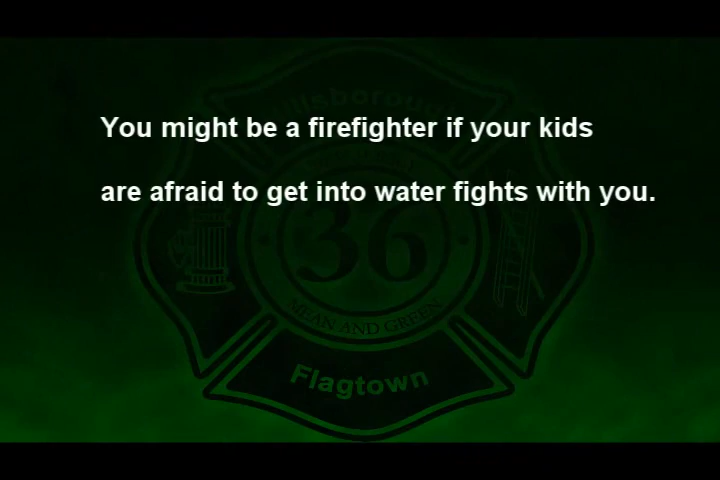 Hillsborough
You might be a firefighter if your kids
are afraid to get into water fights with you.
36
MEAN AND GREEN
Flagtown